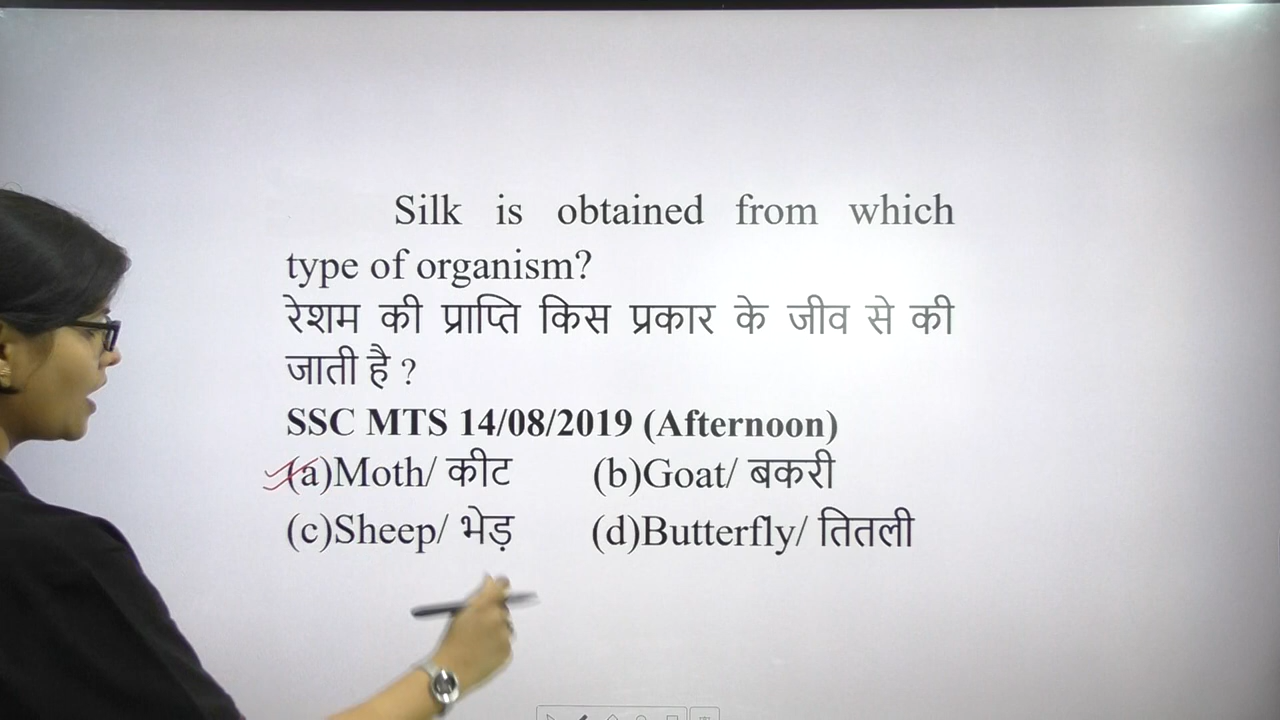 Silk is obtained from which
type of organism?
रेशम की प्राप्ति किस प्रकार के जीव से की
जाती है ?
SSC MTS 14/08/2019 (Afternoon)
(a)Moth/ कीट (b)Goat/ बकरी
(c)Sheep/ भेड़ (d)Butterfly/ तितली